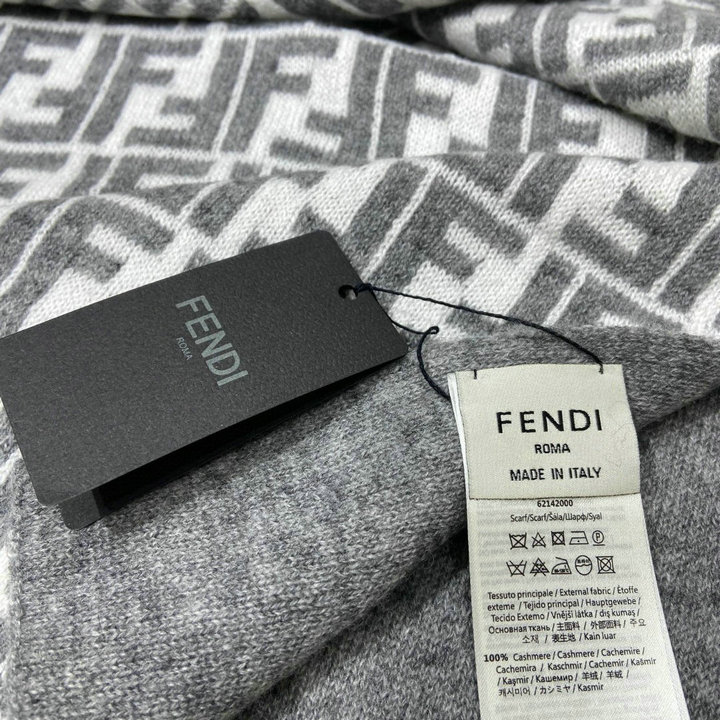 FENDI
ROMA
FENDI
ROMA
MADE IN ITALY
62142000
Scarf/Scarf/Šála/Шарф/Syal
Tessuto principale / External fabric / Étoffe
externe / Tejido principal / Hauptgewebe /
Tecido Externo / Vnější látka / dış kumaş /
Основная ткань / 主面料 / 外部面料 / 주요
소재 / 表生地 / Kain luar
100% Cashmere / Cashmere / Cachemire /
Cachemira / Kaschmir / Cachemir / Kašmír
/ Kaşmir / Кашемир / 羊绒 / 羊絨 /
캐시미어 / カシミヤ / Kasmir